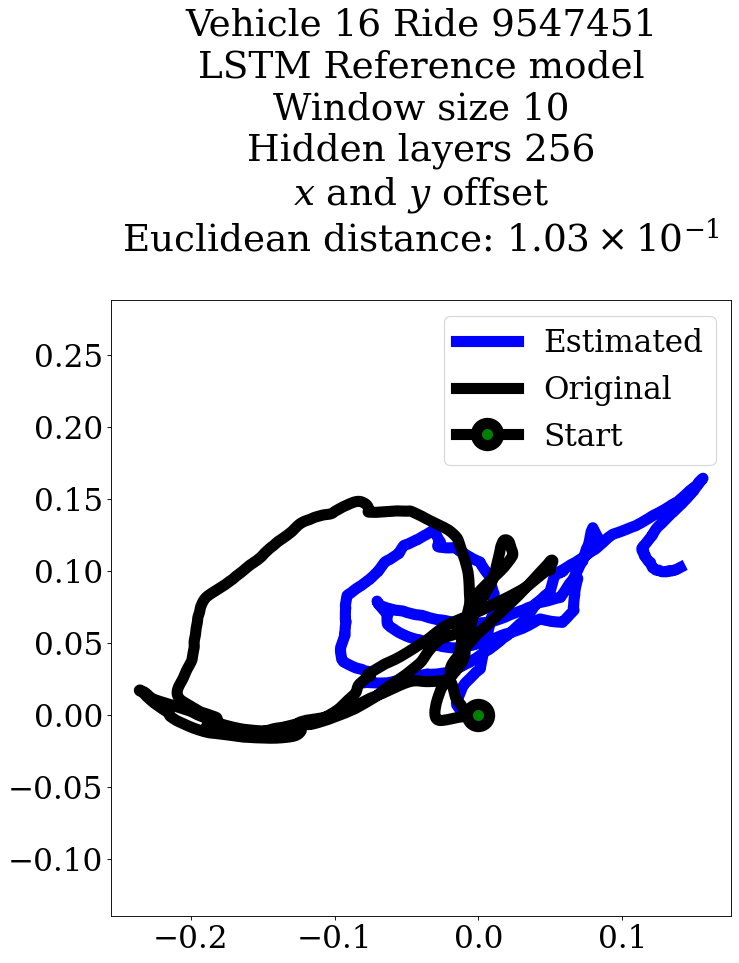 Vehicle 16 Ride 9547451
LSTM Reference model
Window size 10
Hidden layers 256
x and y offset
Euclidean distance: 1.03 × 10⁻¹
Estimated
Original
Start
0.25
0.20
0.15
0.10
0.05
0.00
−0.05
−0.10
−0.2 −0.1 0.0 0.1